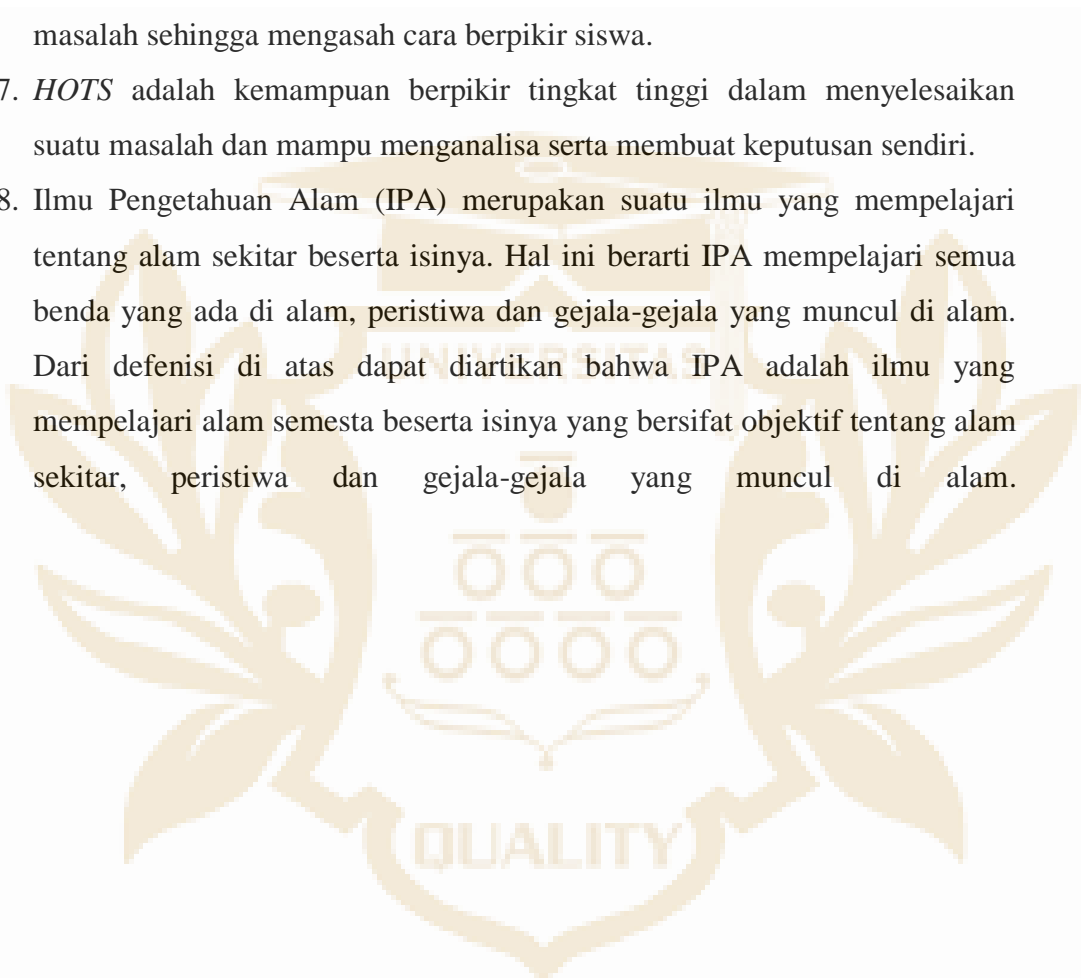 masalah sehingga mengasah cara berpikir siswa.
7. HOTS adalah kemampuan berpikir tingkat tinggi dalam menyelesaikan
suatu masalah dan mampu menganalisa serta membuat keputusan sendiri.
8. Ilmu Pengetahuan Alam (IPA) merupakan suatu ilmu yang mempelajari
tentang alam sekitar beserta isinya. Hal ini berarti IPA mempelajari semua
benda yang ada di alam, peristiwa dan gejala-gejala yang muncul di alam.
Dari defenisi di atas dapat diartikan bahwa IPA adalah ilmu yang
UNIVERSITAS
mempelajari alam semesta beserta isinya yang bersifat objektif tentang alam
sekitar, peristiwa dan gejala-gejala yang muncul di alam.
QUALITY